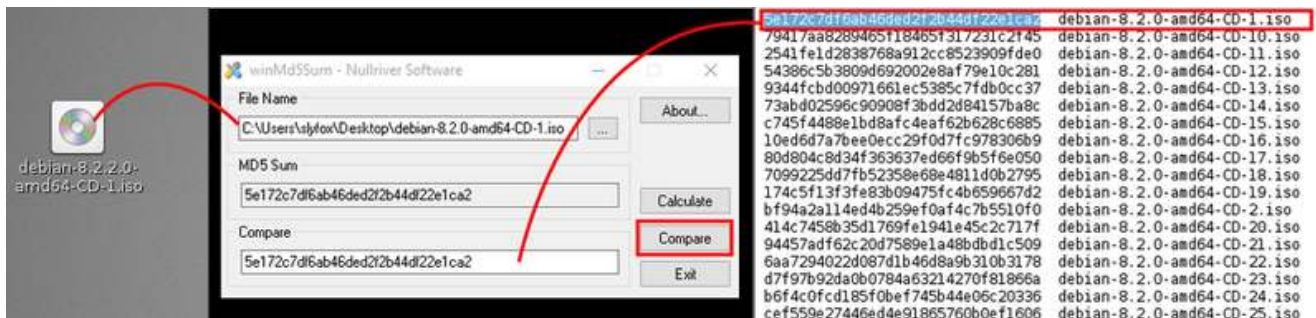 debian-8.2.2.0-
amd64-CD-1.iso
winMd5Sum - Nullriver Software
File Name
C:\Users\slyfox\Desktop\debian-8.2.0-amd64-CD-1.iso
...
About...
MD5 Sum
5e172c7df6ab46ded2f2b44df22e1ca2
Calculate
Compare
Compare
5e172c7df6ab46ded2f2b44df22e1ca2
Exit
5e172c7df6ab46ded2f2b44df22e1ca2 debian-8.2.0-amd64-CD-1.iso
79417aa8289465f18465f317231c2f45 debian-8.2.0-amd64-CD-10.iso
2541fe1d2838768a912cc8523909fde0 debian-8.2.0-amd64-CD-11.iso
54386c5b3809d692002e8af79e10c281 debian-8.2.0-amd64-CD-12.iso
9344fcbd00971661ec5385c7fdb0cc37 debian-8.2.0-amd64-CD-13.iso
73abd02596c90908f3bdd2d84157ba8c debian-8.2.0-amd64-CD-14.iso
c745f4488e1bd8afc4eaf62b628c6885 debian-8.2.0-amd64-CD-15.iso
10ed6d7a7bee0ecc29f0d7fc978306b9 debian-8.2.0-amd64-CD-16.iso
80d804c8d34f363637ed66f9b5f6e050 debian-8.2.0-amd64-CD-17.iso
7099225dd7fb52358e68e4811d0b2795 debian-8.2.0-amd64-CD-18.iso
174c5f13f3fe83b09475fc4b659667d2 debian-8.2.0-amd64-CD-19.iso
bf94a2a114ed4b259ef0af4c7b5510f0 debian-8.2.0-amd64-CD-2.iso
414c7458b35d1769fe1941e45c2c717f debian-8.2.0-amd64-CD-20.iso
94457adf62c20d7589e1a48bdbd1c509 debian-8.2.0-amd64-CD-21.iso
6aa7294022d087d1b46d8a9b310b3178 debian-8.2.0-amd64-CD-22.iso
d7f97b92da0b0784a63214270f81866a debian-8.2.0-amd64-CD-23.iso
b6f4c0fcd185f0bef745b44e06c20336 debian-8.2.0-amd64-CD-24.iso
cef559e27446ed4e91865760b0ef1606 debian-8.2.0-amd64-CD-25.iso